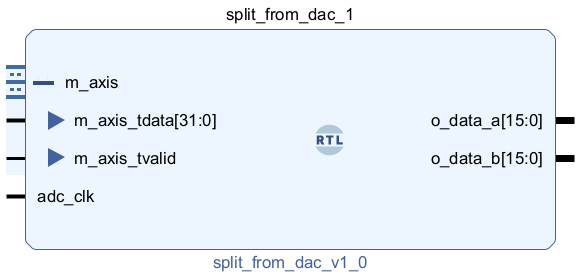 split_from_dac_1
m_axis
m_axis_tdata[31:0]
o_data_a[15:0]
RTL
m_axis_tvalid
o_data_b[15:0]
adc_clk
split_from_dac_v1_0